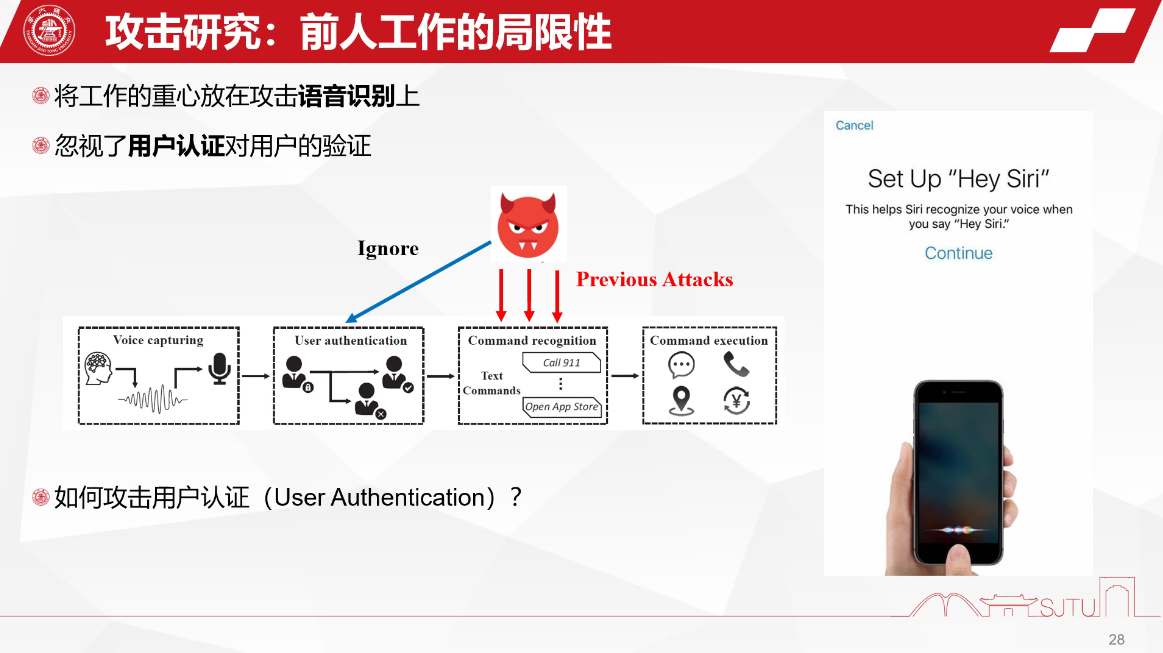 攻击研究：前人工作的局限性
将工作的重心放在攻击语音识别上
忽视了用户认证对用户的验证
Cancel
Set Up “Hey Siri”
This helps Siri recognize your voice when
you say “Hey Siri.”
Continue
Ignore
Previous Attacks
Voice capturing
User authentication
Command recognition
Call 911
Text
Commands
Open App Store
Command execution
如何攻击用户认证（User Authentication）？
SJTU
28